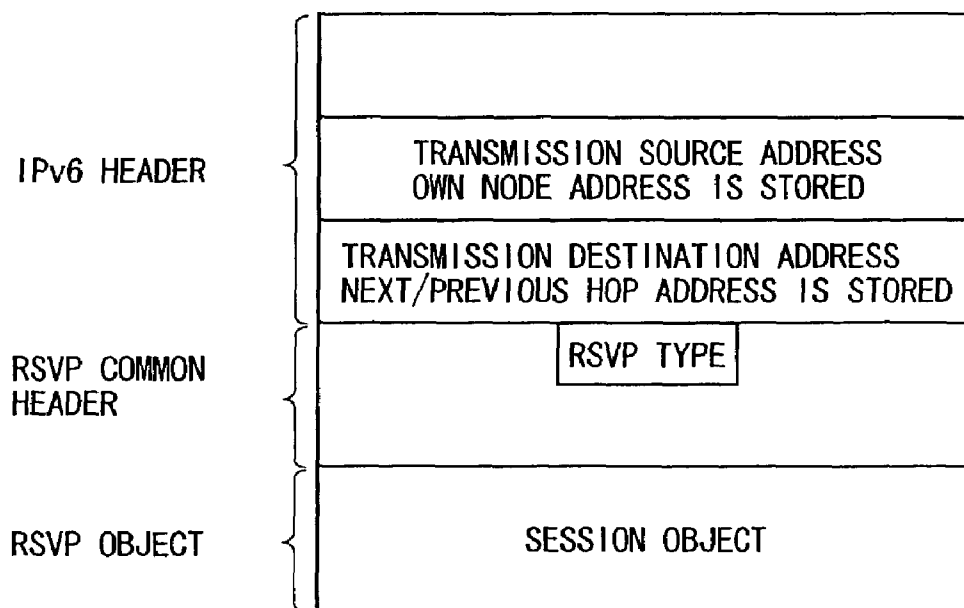 IPv6 HEADER
TRANSMISSION SOURCE ADDRESS
OWN NODE ADDRESS IS STORED
TRANSMISSION DESTINATION ADDRESS
NEXT/PREVIOUS HOP ADDRESS IS STORED
RSVP COMMON
HEADER
RSVP TYPE
RSVP OBJECT
SESSION OBJECT